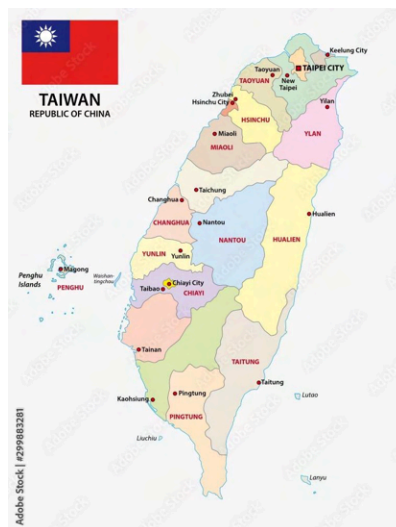 TAIWAN
REPUBLIC OF CHINA
Keelung City
TAIPEI CITY
Taoyuan
TAOYUAN
New
Taipei
Zhubei
Hsinchu City
HSINCHU
Yilan
YLAN
Miaoli
MIAOLI
Taichung
Changhua
CHANGHUA
Nantou
NANTOU
Hualien
HUALIEN
YUNLIN
Yunlin
Penghu
Islands
Magong
PENGHU
Chiayi City
Taibao
CHIAYI
Tainan
TAITUNG
Taitung
Kaohsiung
Pingtung
PINGTUNG
Lutao
Liuchiu
Lanyu
Adobe Stock | #299883281
Adobe Stock